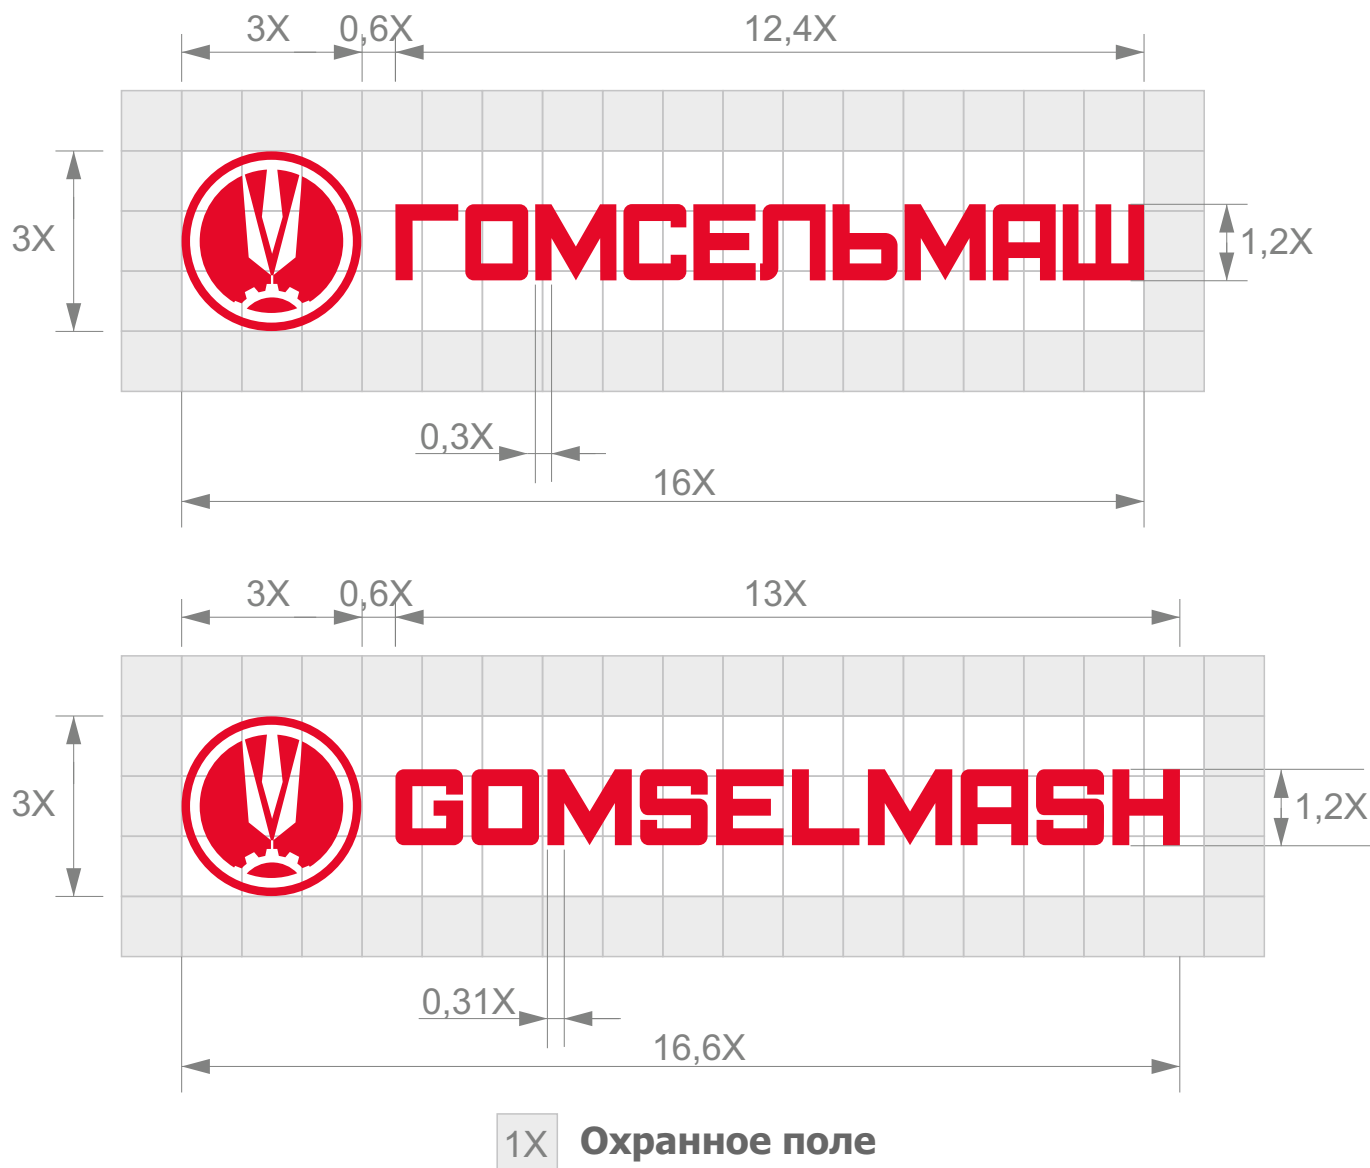 3X 0,6X 12,4X
3X ГОМСЕЛЬМАШ 1,2X
0,3X
16X
3X 0,6X 13X
3X GOMSELMASH 1,2X
0,31X
16,6X
1X Охранное поле